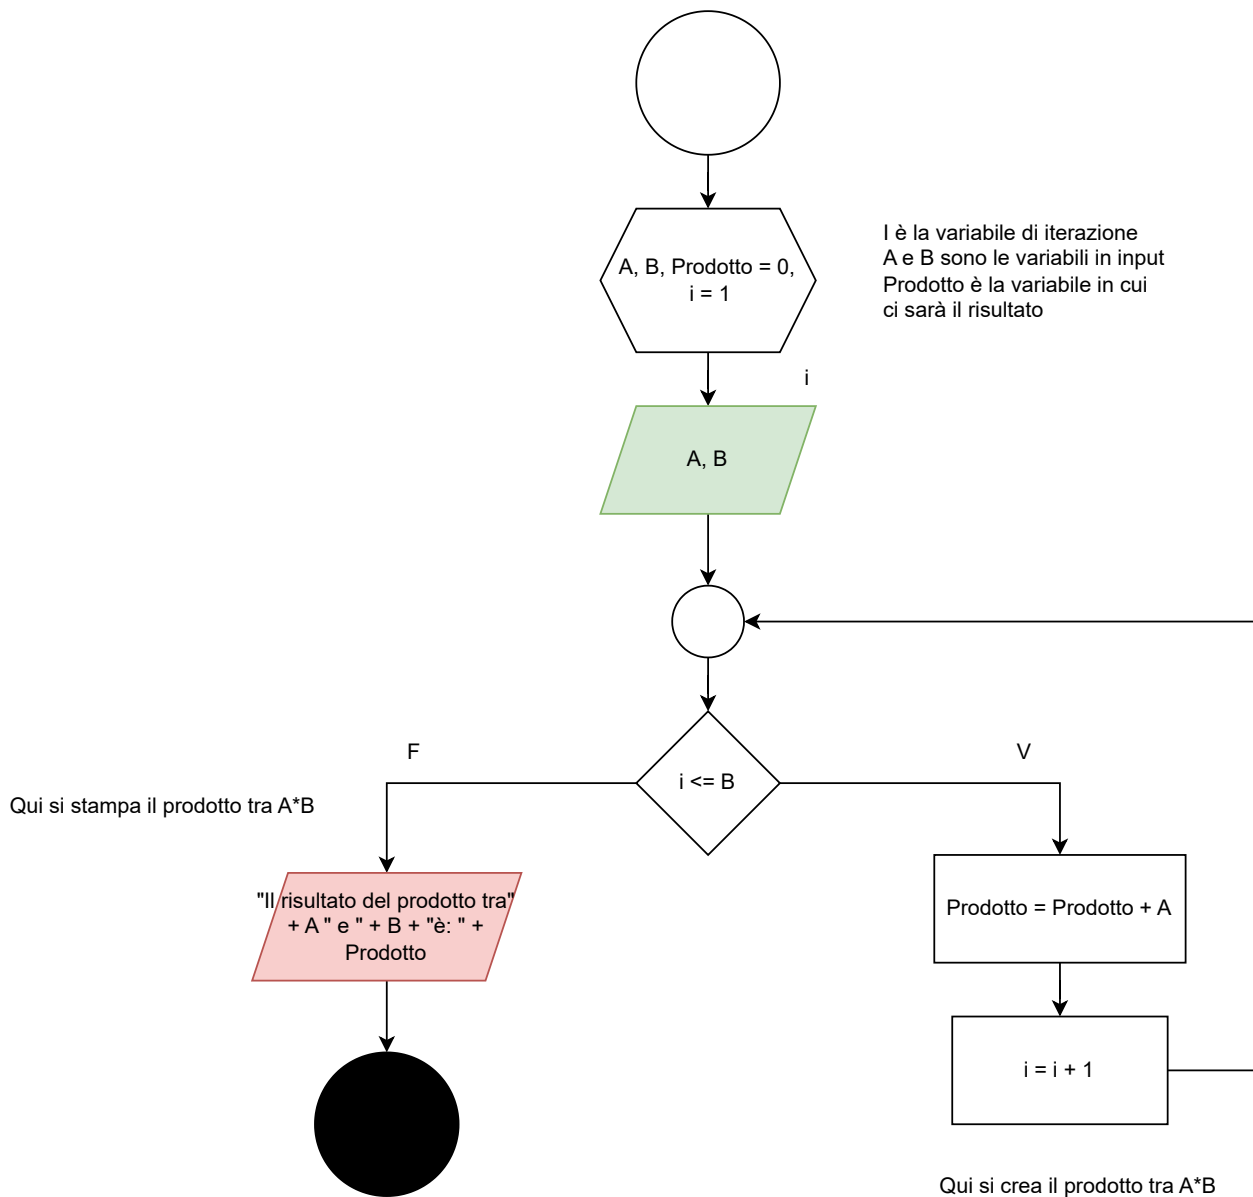 A, B, Prodotto = 0,
i = 1
I è la variabile di iterazione
A e B sono le variabili in input
Prodotto è la variabile in cui
ci sarà il risultato
i
A, B
i <= B
F
V
Qui si stampa il prodotto tra A*B
"Il risultato del prodotto tra"
+ A " e " + B + "è: " +
Prodotto
Prodotto = Prodotto + A
i = i + 1
Qui si crea il prodotto tra A*B